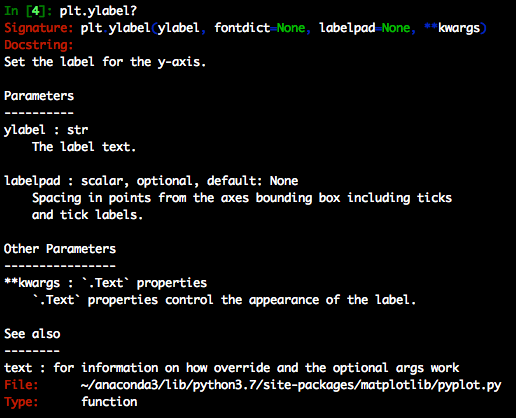 In [4]: plt.ylabel?
Signature: plt.ylabel(ylabel, fontdict=None, labelpad=None, **kwargs)
Docstring:
Set the label for the y-axis.
Parameters
----------
ylabel : str
    The label text.
labelpad : scalar, optional, default: None
    Spacing in points from the axes bounding box including ticks
    and tick labels.
Other Parameters
----------------
**kwargs : `.Text` properties
    `.Text` properties control the appearance of the label.
See also
--------
text : for information on how override and the optional args work
File:      ~/anaconda3/lib/python3.7/site-packages/matplotlib/pyplot.py
Type:      function